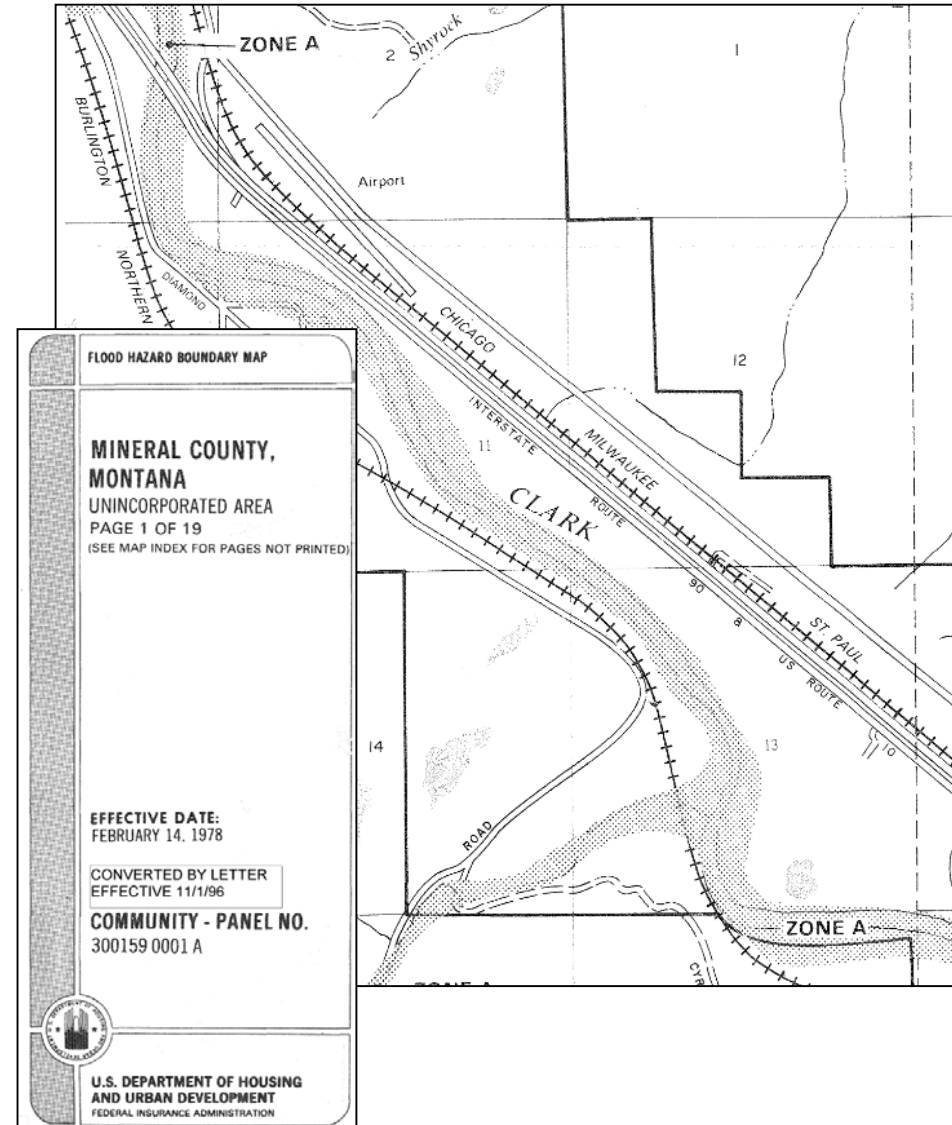 ZONE A
2
Shyrock
1
BURLINGTON
NORTHERN
Airport
DIAMOND
CHICAGO
12
INTERSTATE
11
MILWAUKEE
CLARK
ROUTE
90
8
US
ROUTE
10
ST. PAUL
14
13
ROAD
ZONE A
CYR
ZONE A
FLOOD HAZARD BOUNDARY MAP
MINERAL COUNTY,
MONTANA
UNINCORPORATED AREA
PAGE 1 OF 19
(SEE MAP INDEX FOR PAGES NOT PRINTED)
EFFECTIVE DATE:
FEBRUARY 14, 1978
CONVERTED BY LETTER
EFFECTIVE 11/1/96
COMMUNITY - PANEL NO.
300159 0001 A
U.S. DEPARTMENT OF HOUSING
AND URBAN DEVELOPMENT
FEDERAL INSURANCE ADMINISTRATION